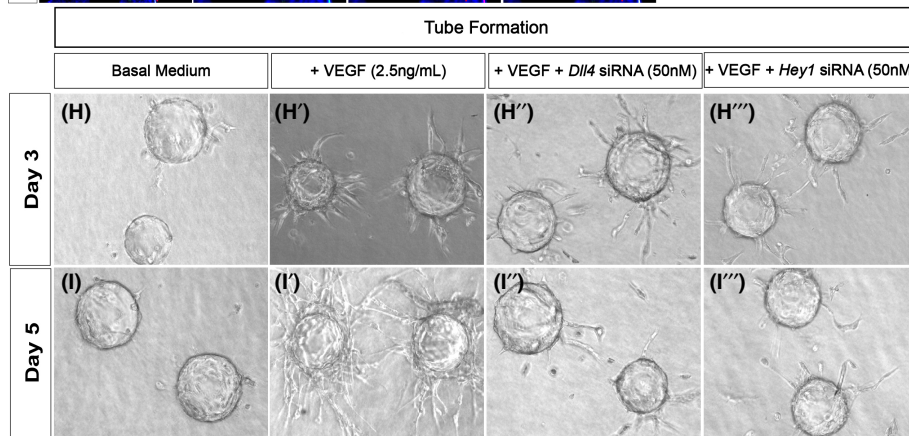 Tube Formation
Basal Medium
+ VEGF (2.5ng/mL)
+ VEGF + Dll4 siRNA (50nM)
+ VEGF + Hey1 siRNA (50nM
Day 3
(H)
(H′)
(H′′)
(H′′′)
Day 5
(I)
(I′)
(I′′)
(I′′′)